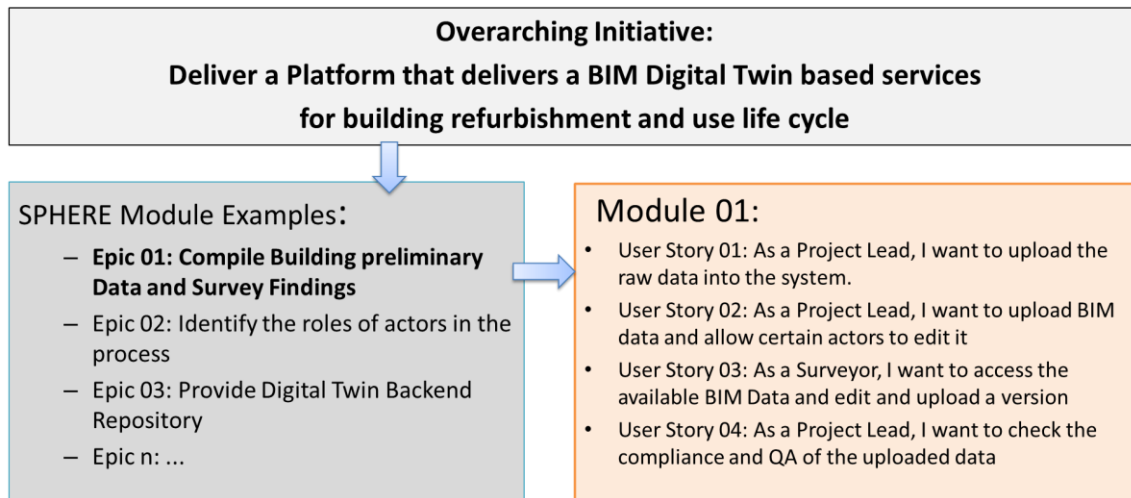 Overarching Initiative:
Deliver a Platform that delivers a BIM Digital Twin based services
for building refurbishment and use life cycle
SPHERE Module Examples:
– Epic 01: Compile Building preliminary
Data and Survey Findings
– Epic 02: Identify the roles of actors in the
process
– Epic 03: Provide Digital Twin Backend
Repository
– Epic n: ...
Module 01:
• User Story 01: As a Project Lead, I want to upload the
raw data into the system.
• User Story 02: As a Project Lead, I want to upload BIM
data and allow certain actors to edit it
• User Story 03: As a Surveyor, I want to access the
available BIM Data and edit and upload a version
• User Story 04: As a Project Lead, I want to check the
compliance and QA of the uploaded data